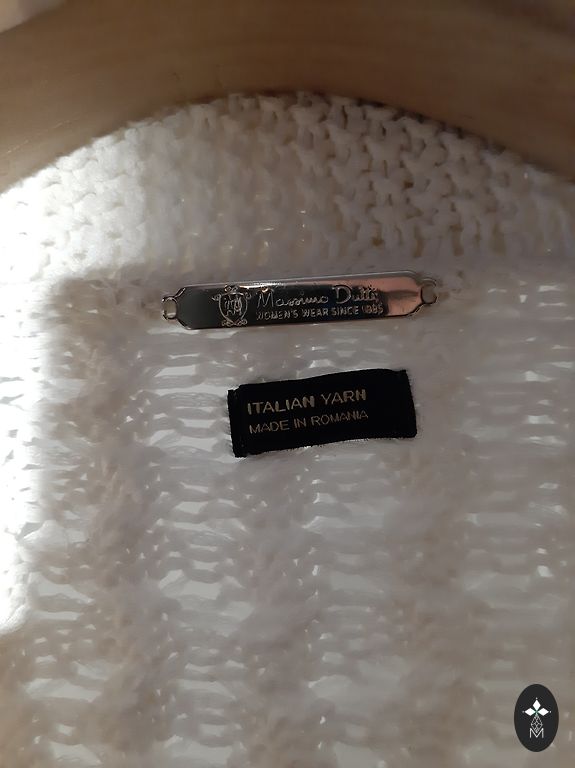 Massimo Dutti
WOMEN'S WEAR SINCE 1985
ITALIAN YARN
MADE IN ROMANIA
M